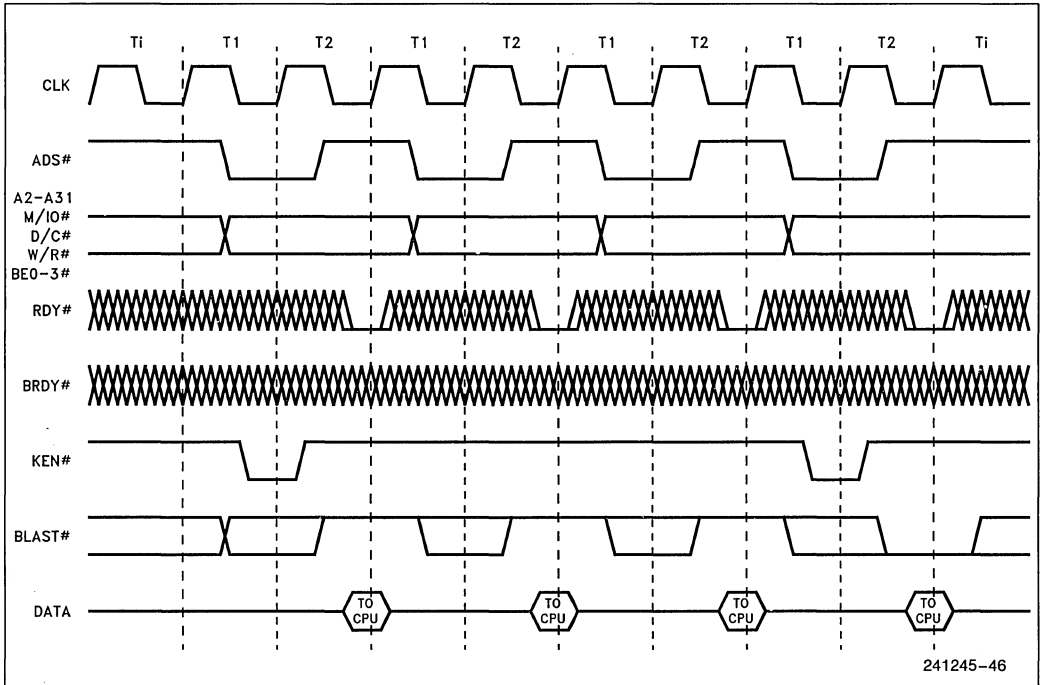 Ti T1 T2 T1 T2 T1 T2 T1 T2 Ti
CLK
ADS#
A2-A31
M/IO#
D/C#
W/R#
BE0-3#
RDY#
BRDY#
KEN#
BLAST#
DATA
TO CPU TO CPU TO CPU TO CPU
241245-46